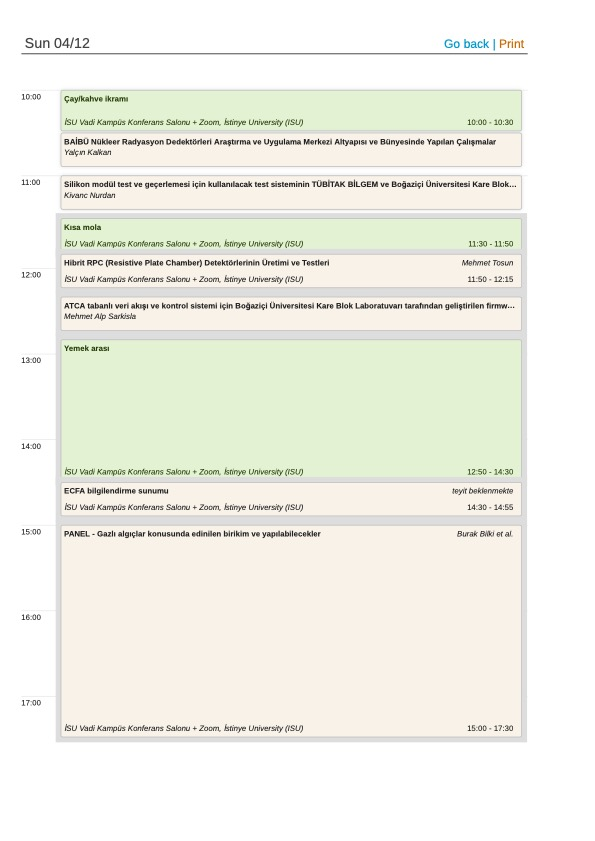 Sun 04/12
Go back | Print
10:00
Çay/kahve ikramı
İSU Vadi Kampüs Konferans Salonu + Zoom, İstinye University (ISU) 10:00 - 10:30
BAİBÜ Nükleer Radyasyon Dedektörleri Araştırma ve Uygulama Merkezi Altyapısı ve Bünyesinde Yapılan Çalışmalar
Yalçın Kalkan
11:00
Silikon modül test ve geçerlemesi için kullanılacak test sisteminin TÜBİTAK BİLGEM ve Boğaziçi Üniversitesi Kare Blok…
Kivanc Nurdan
Kısa mola
İSU Vadi Kampüs Konferans Salonu + Zoom, İstinye University (ISU) 11:30 - 11:50
Hibrit RPC (Resistive Plate Chamber) Detektörlerinin Üretimi ve Testleri Mehmet Tosun
12:00
İSU Vadi Kampüs Konferans Salonu + Zoom, İstinye University (ISU) 11:50 - 12:15
ATCA tabanlı veri akışı ve kontrol sistemi için Boğaziçi Üniversitesi Kare Blok Laboratuvarı tarafından geliştirilen firmw…
Mehmet Alp Sarkisla
Yemek arası
13:00
14:00
İSU Vadi Kampüs Konferans Salonu + Zoom, İstinye University (ISU) 12:50 - 14:30
ECFA bilgilendirme sunumu teyit beklenmekte
İSU Vadi Kampüs Konferans Salonu + Zoom, İstinye University (ISU) 14:30 - 14:55
15:00
PANEL - Gazlı algıçlar konusunda edinilen birikim ve yapılabilecekler Burak Bilki et al.
16:00
17:00
İSU Vadi Kampüs Konferans Salonu + Zoom, İstinye University (ISU) 15:00 - 17:30